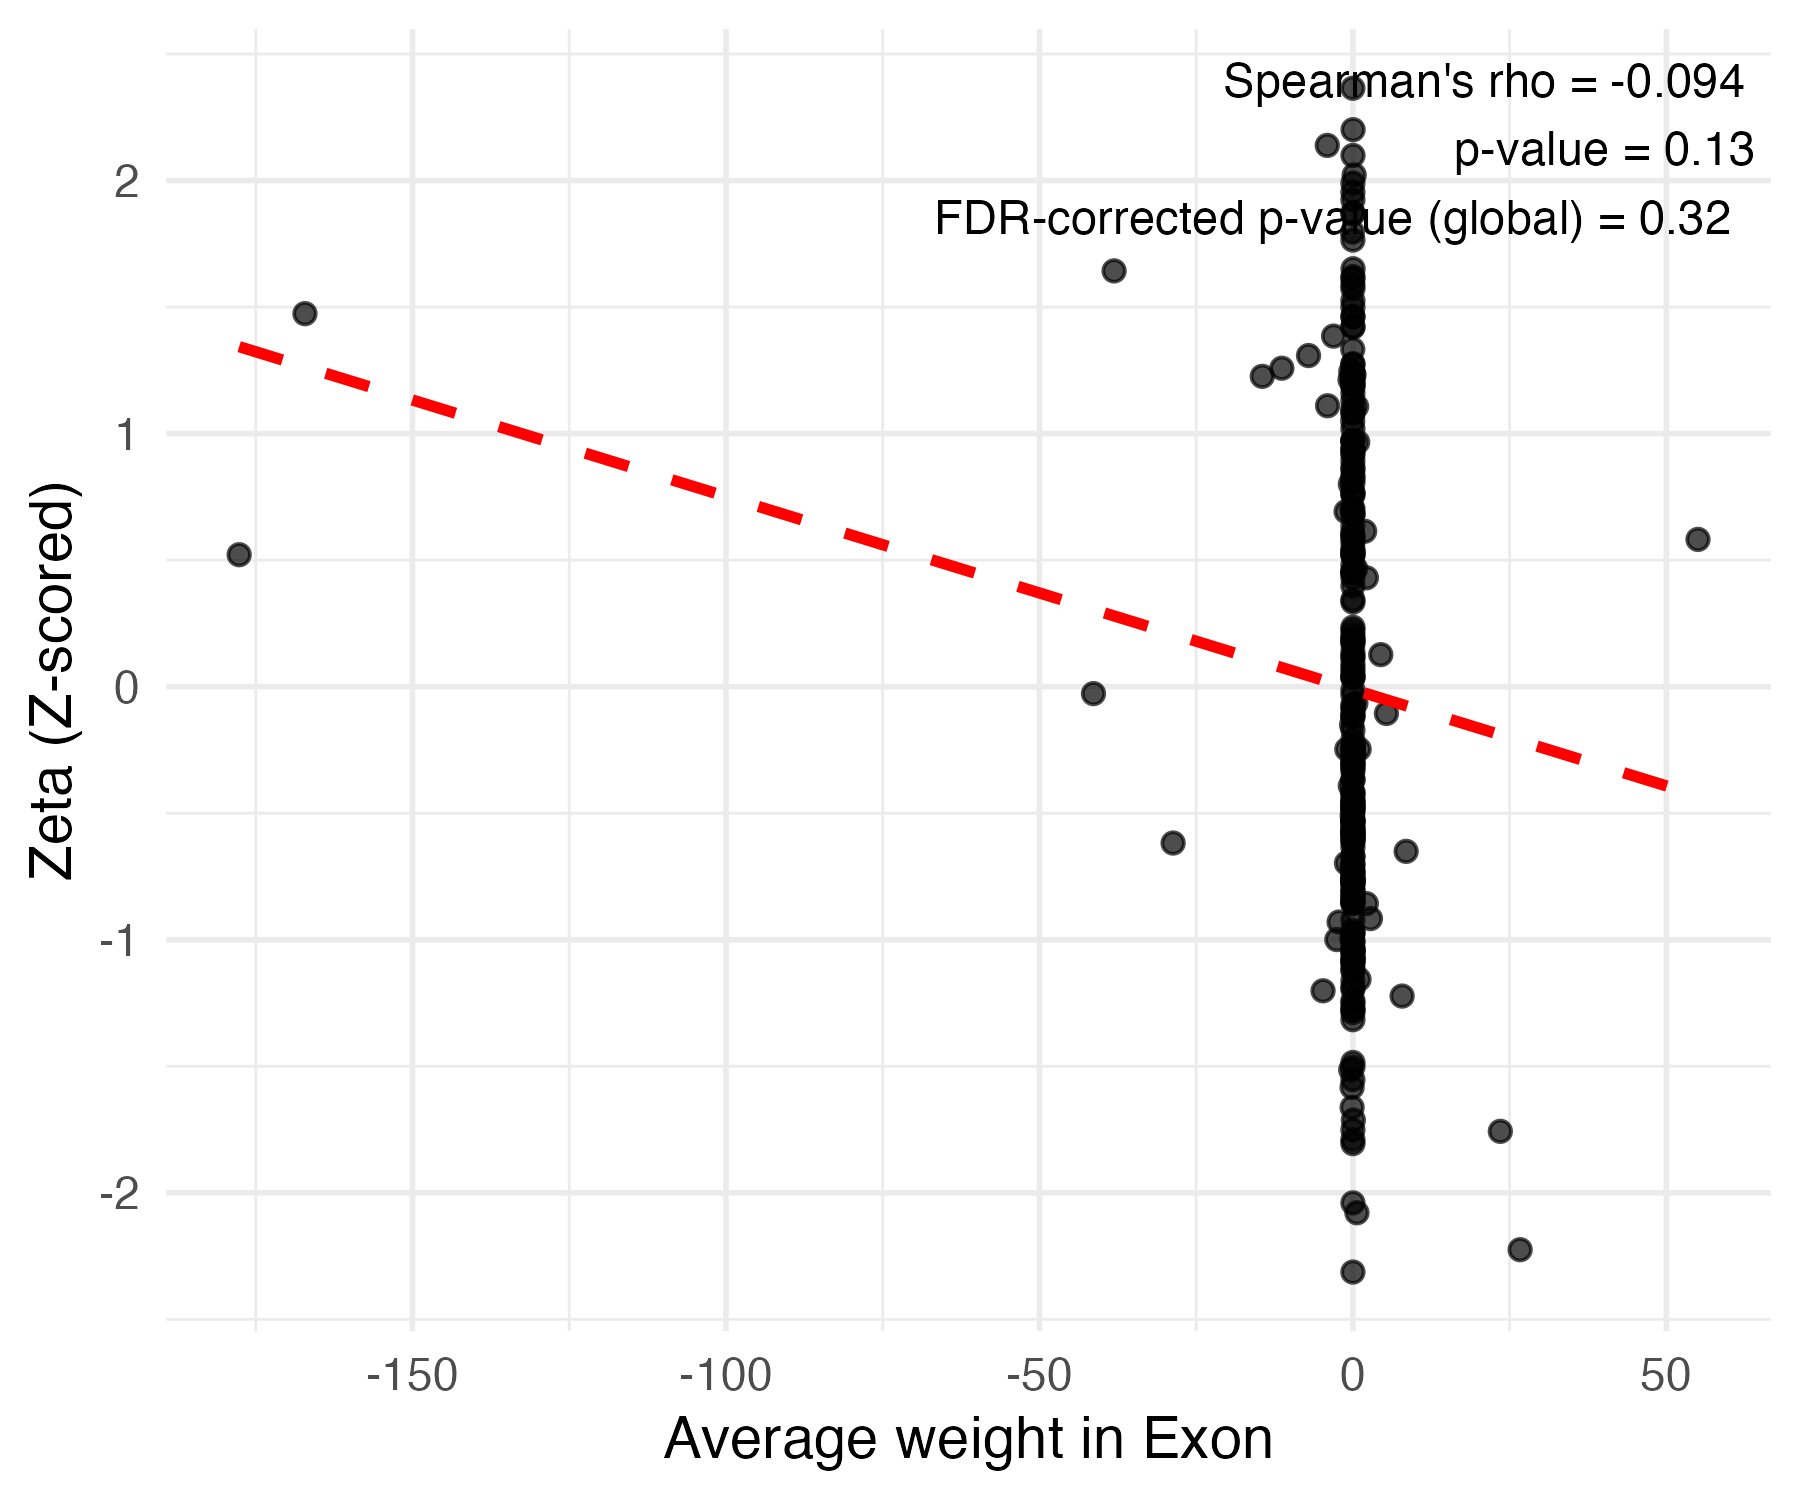 Spearman's rho = -0.094
p-value = 0.13
FDR-corrected p-value (global) = 0.32
2
1
0
-1
-2
Zeta (Z-scored)
-150 -100 -50 0 50
Average weight in Exon